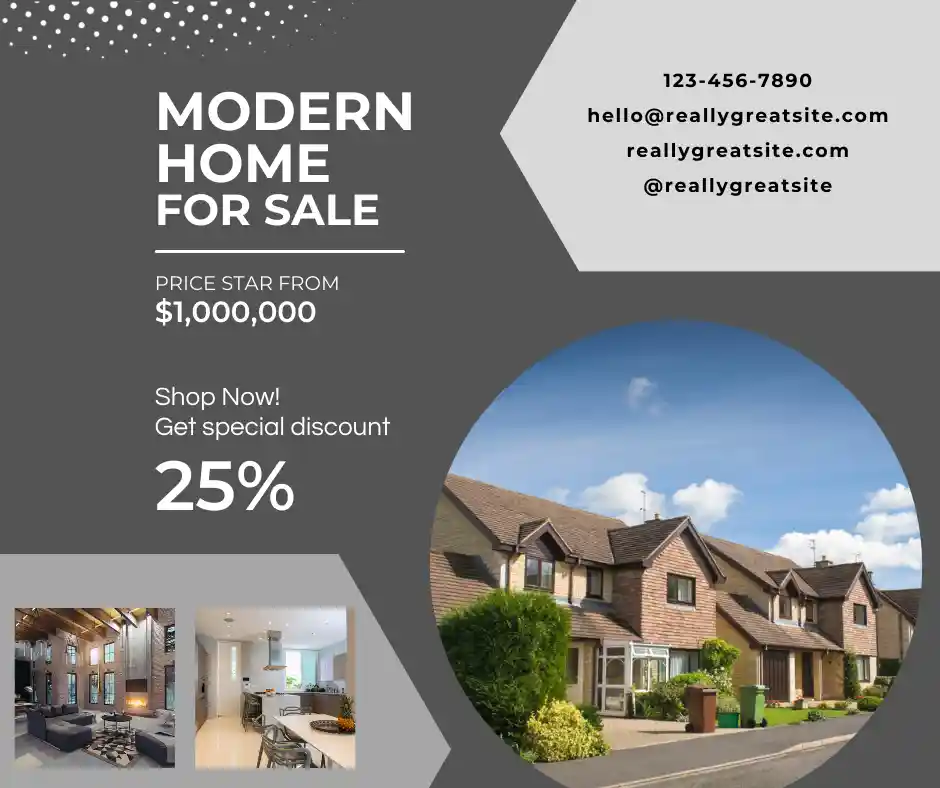 MODERN
HOME
FOR SALE
PRICE STAR FROM
$1,000,000
Shop Now!
Get special discount
25%
123-456-7890
hello@reallygreatsite.com
reallygreatsite.com
@reallygreatsite